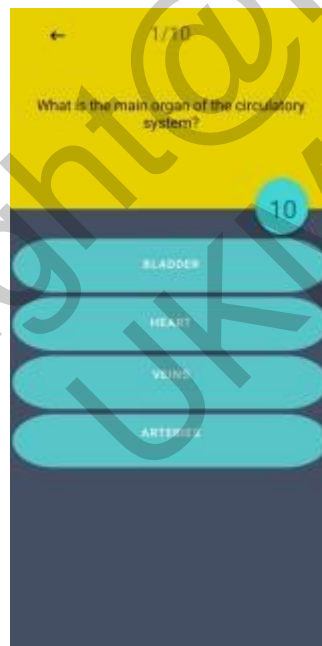 1/10
What is the main organ of the circulatory
system?
10
BLADDER
HEART
VEINS
ARTERIES